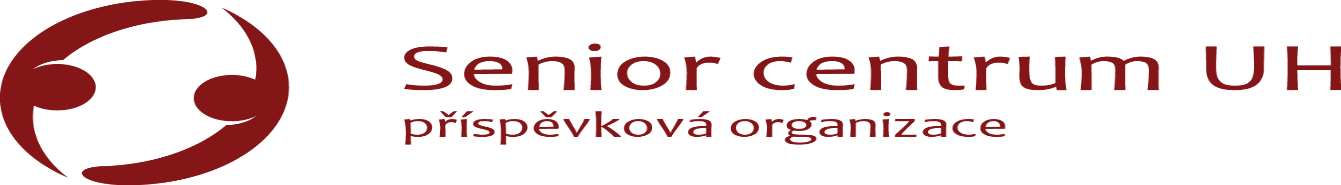 Senior centrum UH
příspěvková organizace